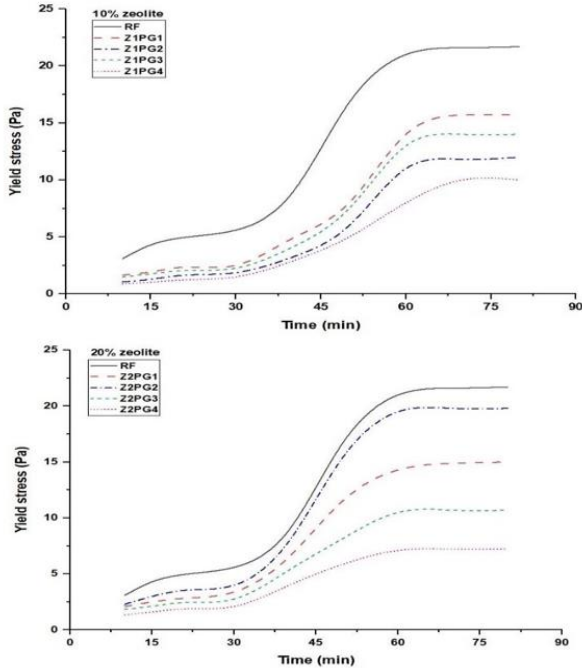 10% zeolite
RF
Z1PG1
Z1PG2
Z1PG3
Z1PG4
25
20
15
10
5
0
Yield stress (Pa)
0 15 30 45 60 75 90
Time (min)
20% zeolite
RF
Z2PG1
Z2PG2
Z2PG3
Z2PG4
25
20
15
10
5
0
Yield stress (Pa)
0 15 30 45 60 75 90
Time (min)